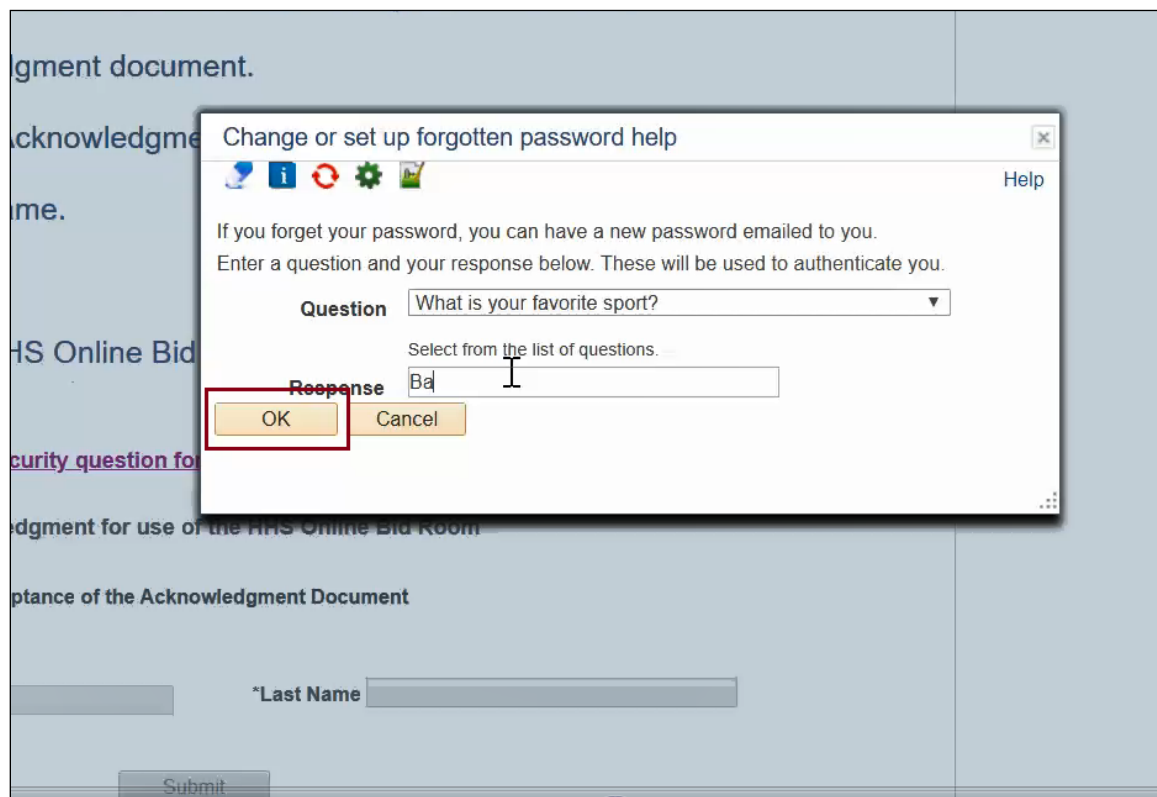 lgment document.
Change or set up forgotten password help
Acknowledgme
Help
ame.
If you forget your password, you can have a new password emailed to you.
Enter a question and your response below. These will be used to authenticate you.
Question What is your favorite sport?
Select from the list of questions.
HS Online Bid
Response Ba
OK Cancel
curity question for
edgment for use of the HHS Online Bid Room
ptance of the Acknowledgment Document
*Last Name
Submit